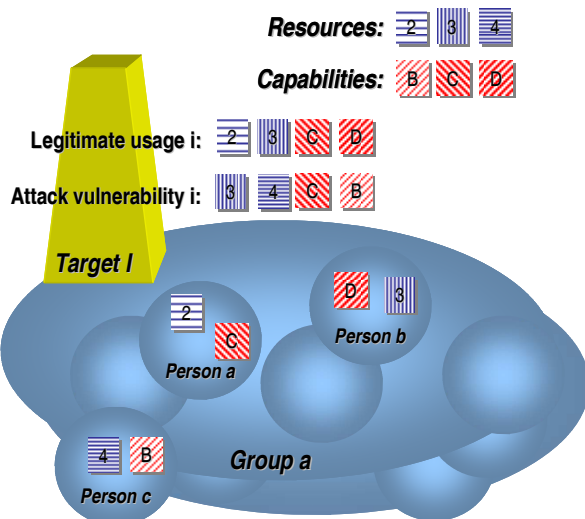 Resources: 2 3 4
Capabilities: B C D
Legitimate usage i: 2 3 C D
Attack vulnerability i: 3 4 C B
Target I
D 3
2
C
Person b
Person a
4 B
Group a
Person c